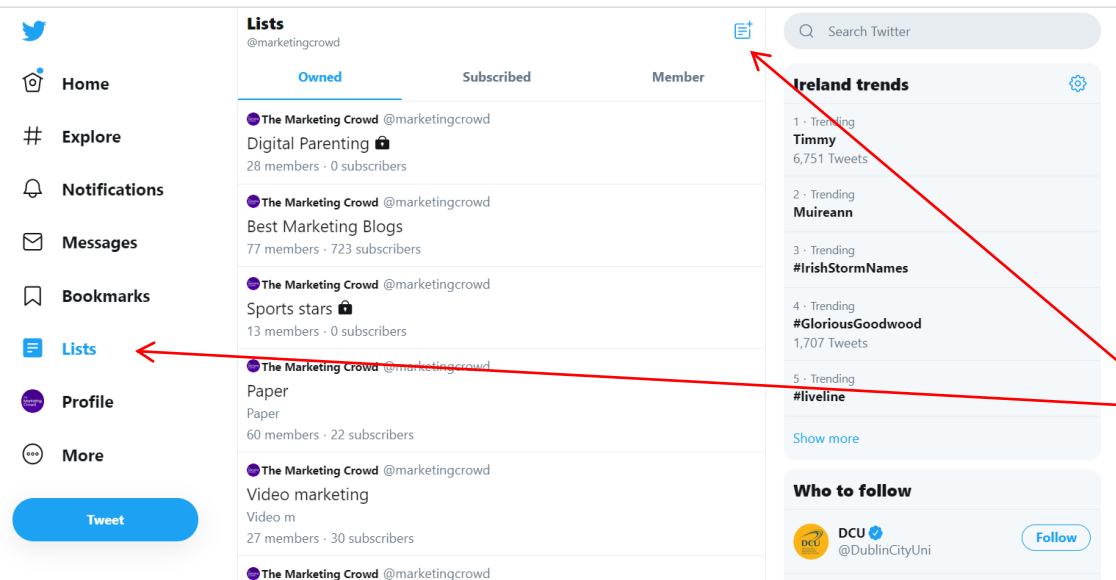 Home
Explore
Notifications
Messages
Bookmarks
Lists
Profile
More
Tweet
Lists
@marketingcrowd
Owned Subscribed Member
The Marketing Crowd @marketingcrowd
Digital Parenting
28 members · 0 subscribers
The Marketing Crowd @marketingcrowd
Best Marketing Blogs
77 members · 723 subscribers
The Marketing Crowd @marketingcrowd
Sports stars
13 members · 0 subscribers
The Marketing Crowd @marketingcrowd
Paper
Paper
60 members · 22 subscribers
The Marketing Crowd @marketingcrowd
Video marketing
Video m
27 members · 30 subscribers
The Marketing Crowd @marketingcrowd
Search Twitter
Ireland trends
1 · Trending
Timmy
6,751 Tweets
2 · Trending
Muireann
3 · Trending
#IrishStormNames
4 · Trending
#GloriousGoodwood
1,707 Tweets
5 · Trending
#liveline
Show more
Who to follow
DCU
DCU
@DublinCityUni
Follow